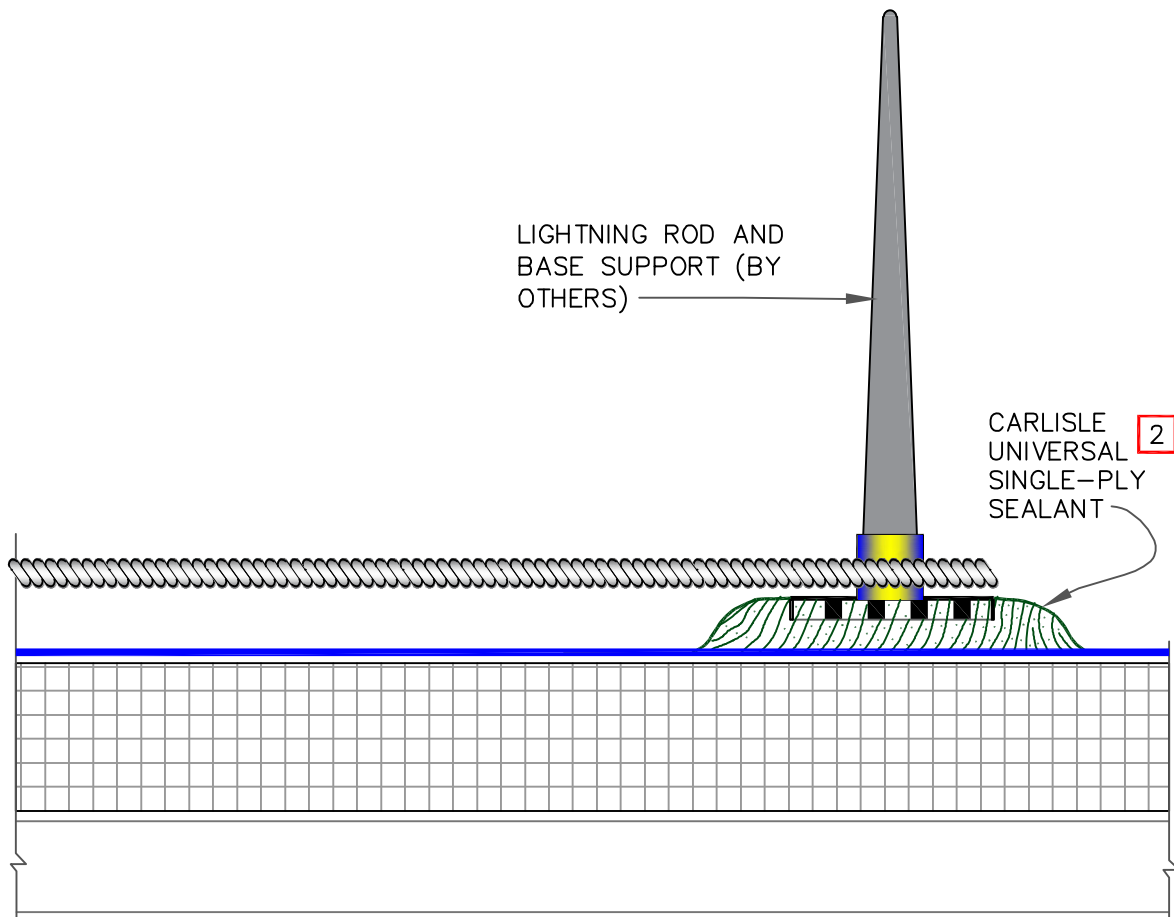 LIGHTNING ROD AND
BASE SUPPORT (BY
OTHERS)
CARLISLE
UNIVERSAL
SINGLE-PLY
SEALANT
2